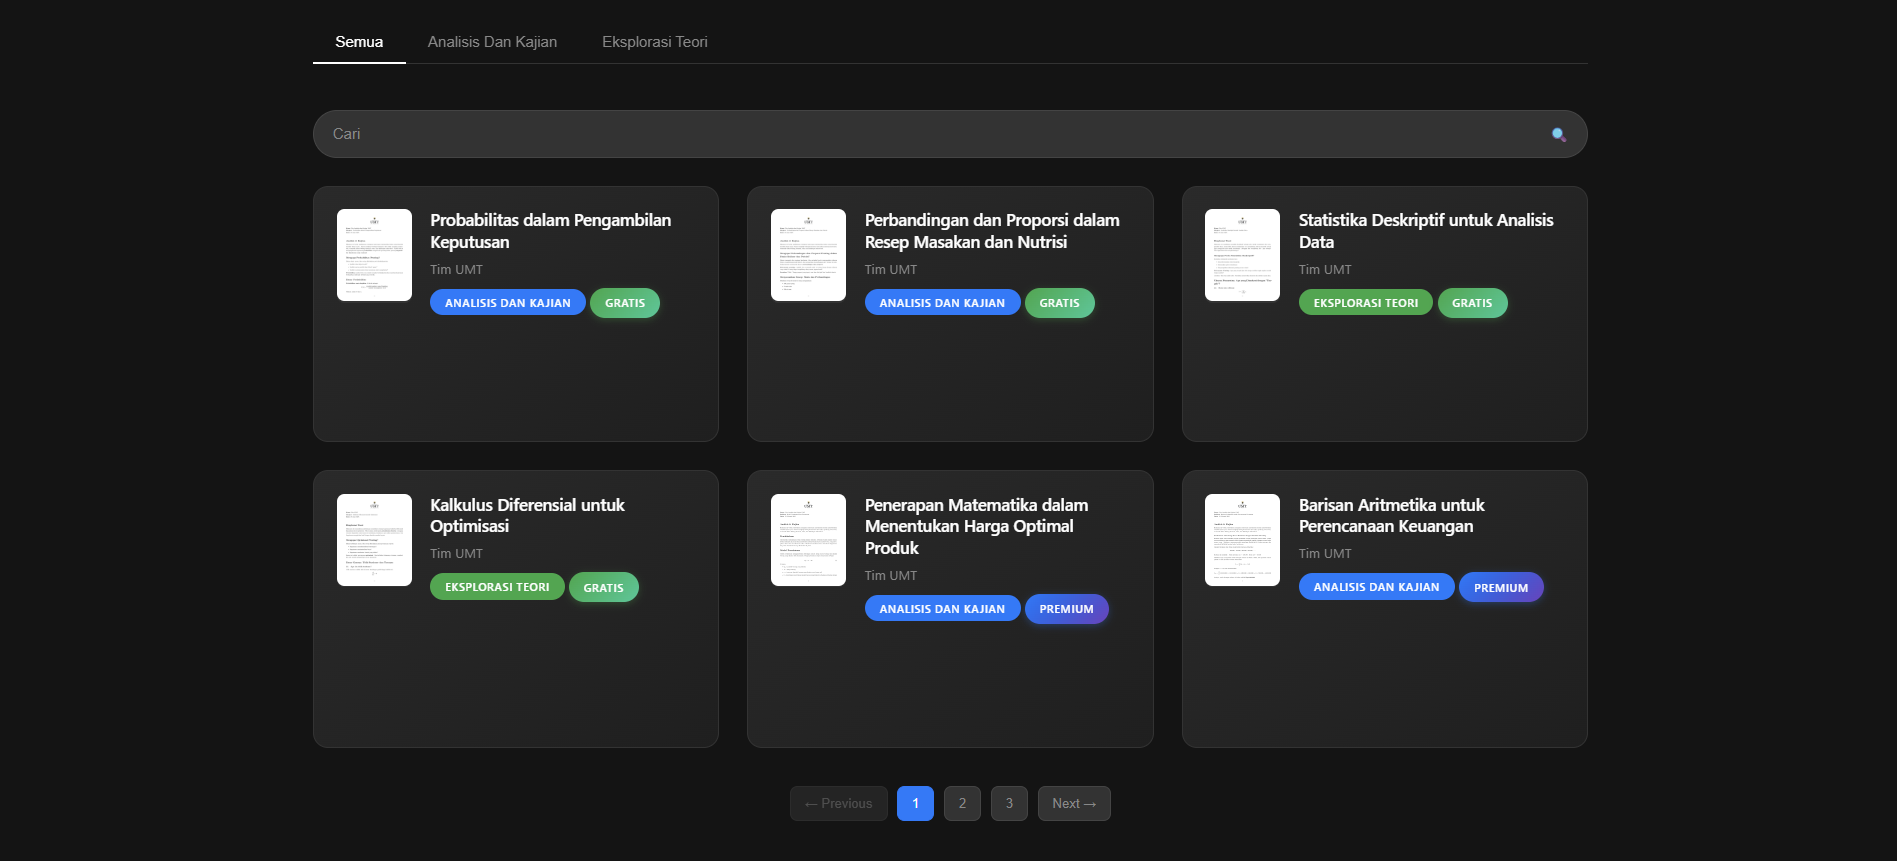 Semua
Analisis Dan Kajian
Eksplorasi Teori
Cari
Probabilitas dalam Pengambilan
Keputusan
Tim UMT
ANALISIS DAN KAJIAN
GRATIS
Perbandingan dan Proporsi dalam
Resep Masakan dan Nutrisi
Tim UMT
ANALISIS DAN KAJIAN
GRATIS
Statistika Deskriptif untuk Analisis
Data
Tim UMT
EKSPLORASI TEORI
GRATIS
Kalkulus Diferensial untuk
Optimisasi
Tim UMT
EKSPLORASI TEORI
GRATIS
Penerapan Matematika dalam
Menentukan Harga Optimal
Produk
Tim UMT
ANALISIS DAN KAJIAN
PREMIUM
Barisan Aritmetika untuk
Perencanaan Keuangan
Tim UMT
ANALISIS DAN KAJIAN
PREMIUM
← Previous
1
2
3
Next →